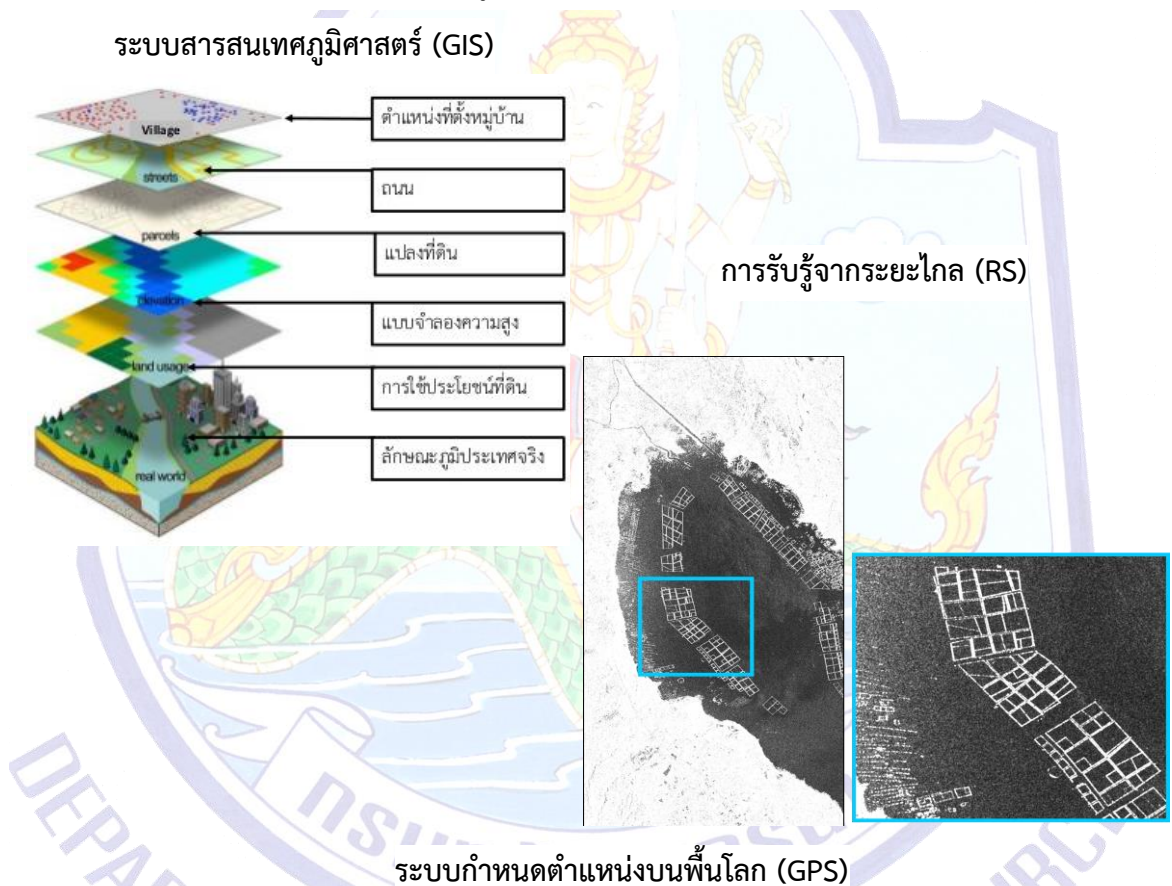 ระบบสารสนเทศภูมิศาสตร์ (GIS)
Village
ตำแหน่งที่ตั้งหมู่บ้าน
streets
ถนน
parcels
แปลงที่ดิน
elevation
แบบจำลองความสูง
land usage
การใช้ประโยชน์ที่ดิน
real world
ลักษณะภูมิประเทศจริง
การรับรู้จากระยะไกล (RS)
ระบบกำหนดตำแหน่งบนพื้นโลก (GPS)